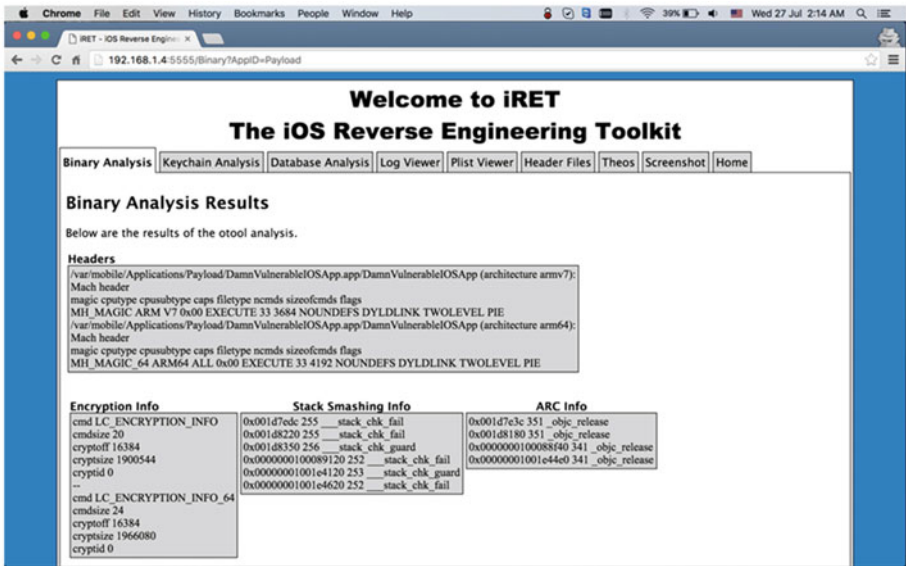 Chrome File Edit View History Bookmarks People Window Help 39% Wed 27 Jul 2:14 AM
iRET - iOS Reverse Engine
192.168.1.4:5555/Binary?AppID=Payload
Welcome to iRET
The iOS Reverse Engineering Toolkit
Binary Analysis Keychain Analysis Database Analysis Log Viewer Plist Viewer Header Files Theos Screenshot Home
Binary Analysis Results
Below are the results of the otool analysis.
Headers
/var/mobile/Applications/Payload/DamnVulnerableIOSApp.app/DamnVulnerableIOSApp (architecture armv7):
Mach header
magic cputype cpusubtype caps filetype ncmds sizeofcmds flags
MH_MAGIC ARM V7 0x00 EXECUTE 33 3684 NOUNDEFS DYLDLINK TWOLEVEL PIE
/var/mobile/Applications/Payload/DamnVulnerableIOSApp.app/DamnVulnerableIOSApp (architecture arm64):
Mach header
magic cputype cpusubtype caps filetype ncmds sizeofcmds flags
MH_MAGIC_64 ARM64 ALL 0x00 EXECUTE 33 4192 NOUNDEFS DYLDLINK TWOLEVEL PIE
Encryption Info
cmd LC_ENCRYPTION_INFO
cmdsize 20
cryptoff 16384
cryptsize 1900544
cryptid 0
--
cmd LC_ENCRYPTION_INFO_64
cmdsize 24
cryptoff 16384
cryptsize 1966080
cryptid 0
Stack Smashing Info
0x001d7edc 255 ___stack_chk_fail
0x001d8220 255 ___stack_chk_fail
0x001d8350 256 ___stack_chk_guard
0x0000000100089120 252 ___stack_chk_fail
0x00000001001e4120 253 ___stack_chk_guard
0x00000001001e4620 252 ___stack_chk_fail
ARC Info
0x001d7e3c 351 _objc_release
0x001d8180 351 _objc_release
0x0000000100088f40 341 _objc_release
0x00000001001e44e0 341 _objc_release